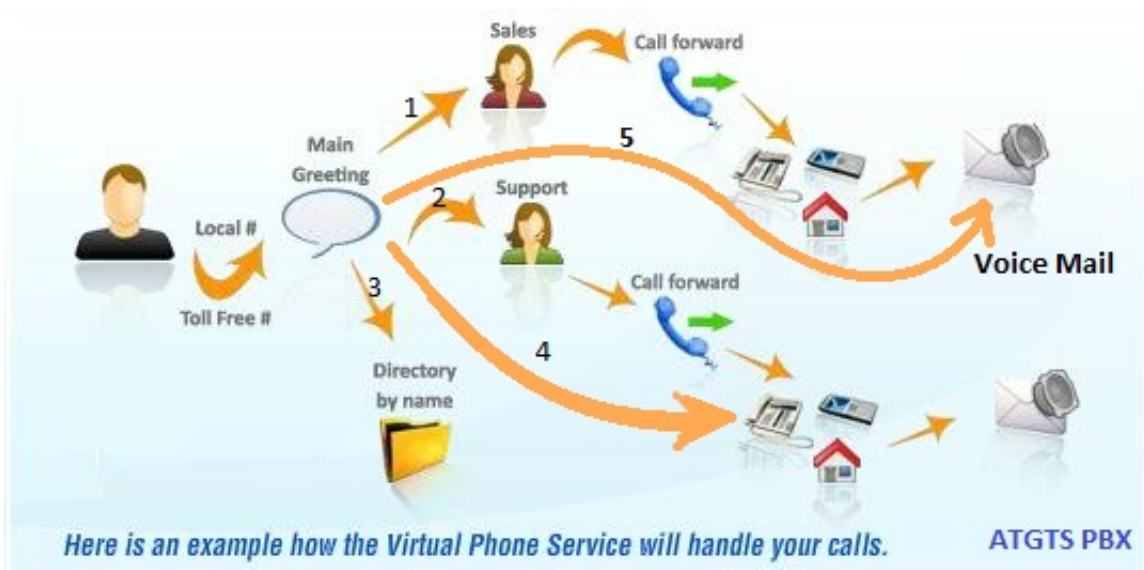 Sales
Call forward
1
Main
Greeting
5
2
Support
Local #
Voice Mail
3
Call forward
Toll Free #
4
Directory
by name
Here is an example how the Virtual Phone Service will handle your calls.
ATGTS PBX